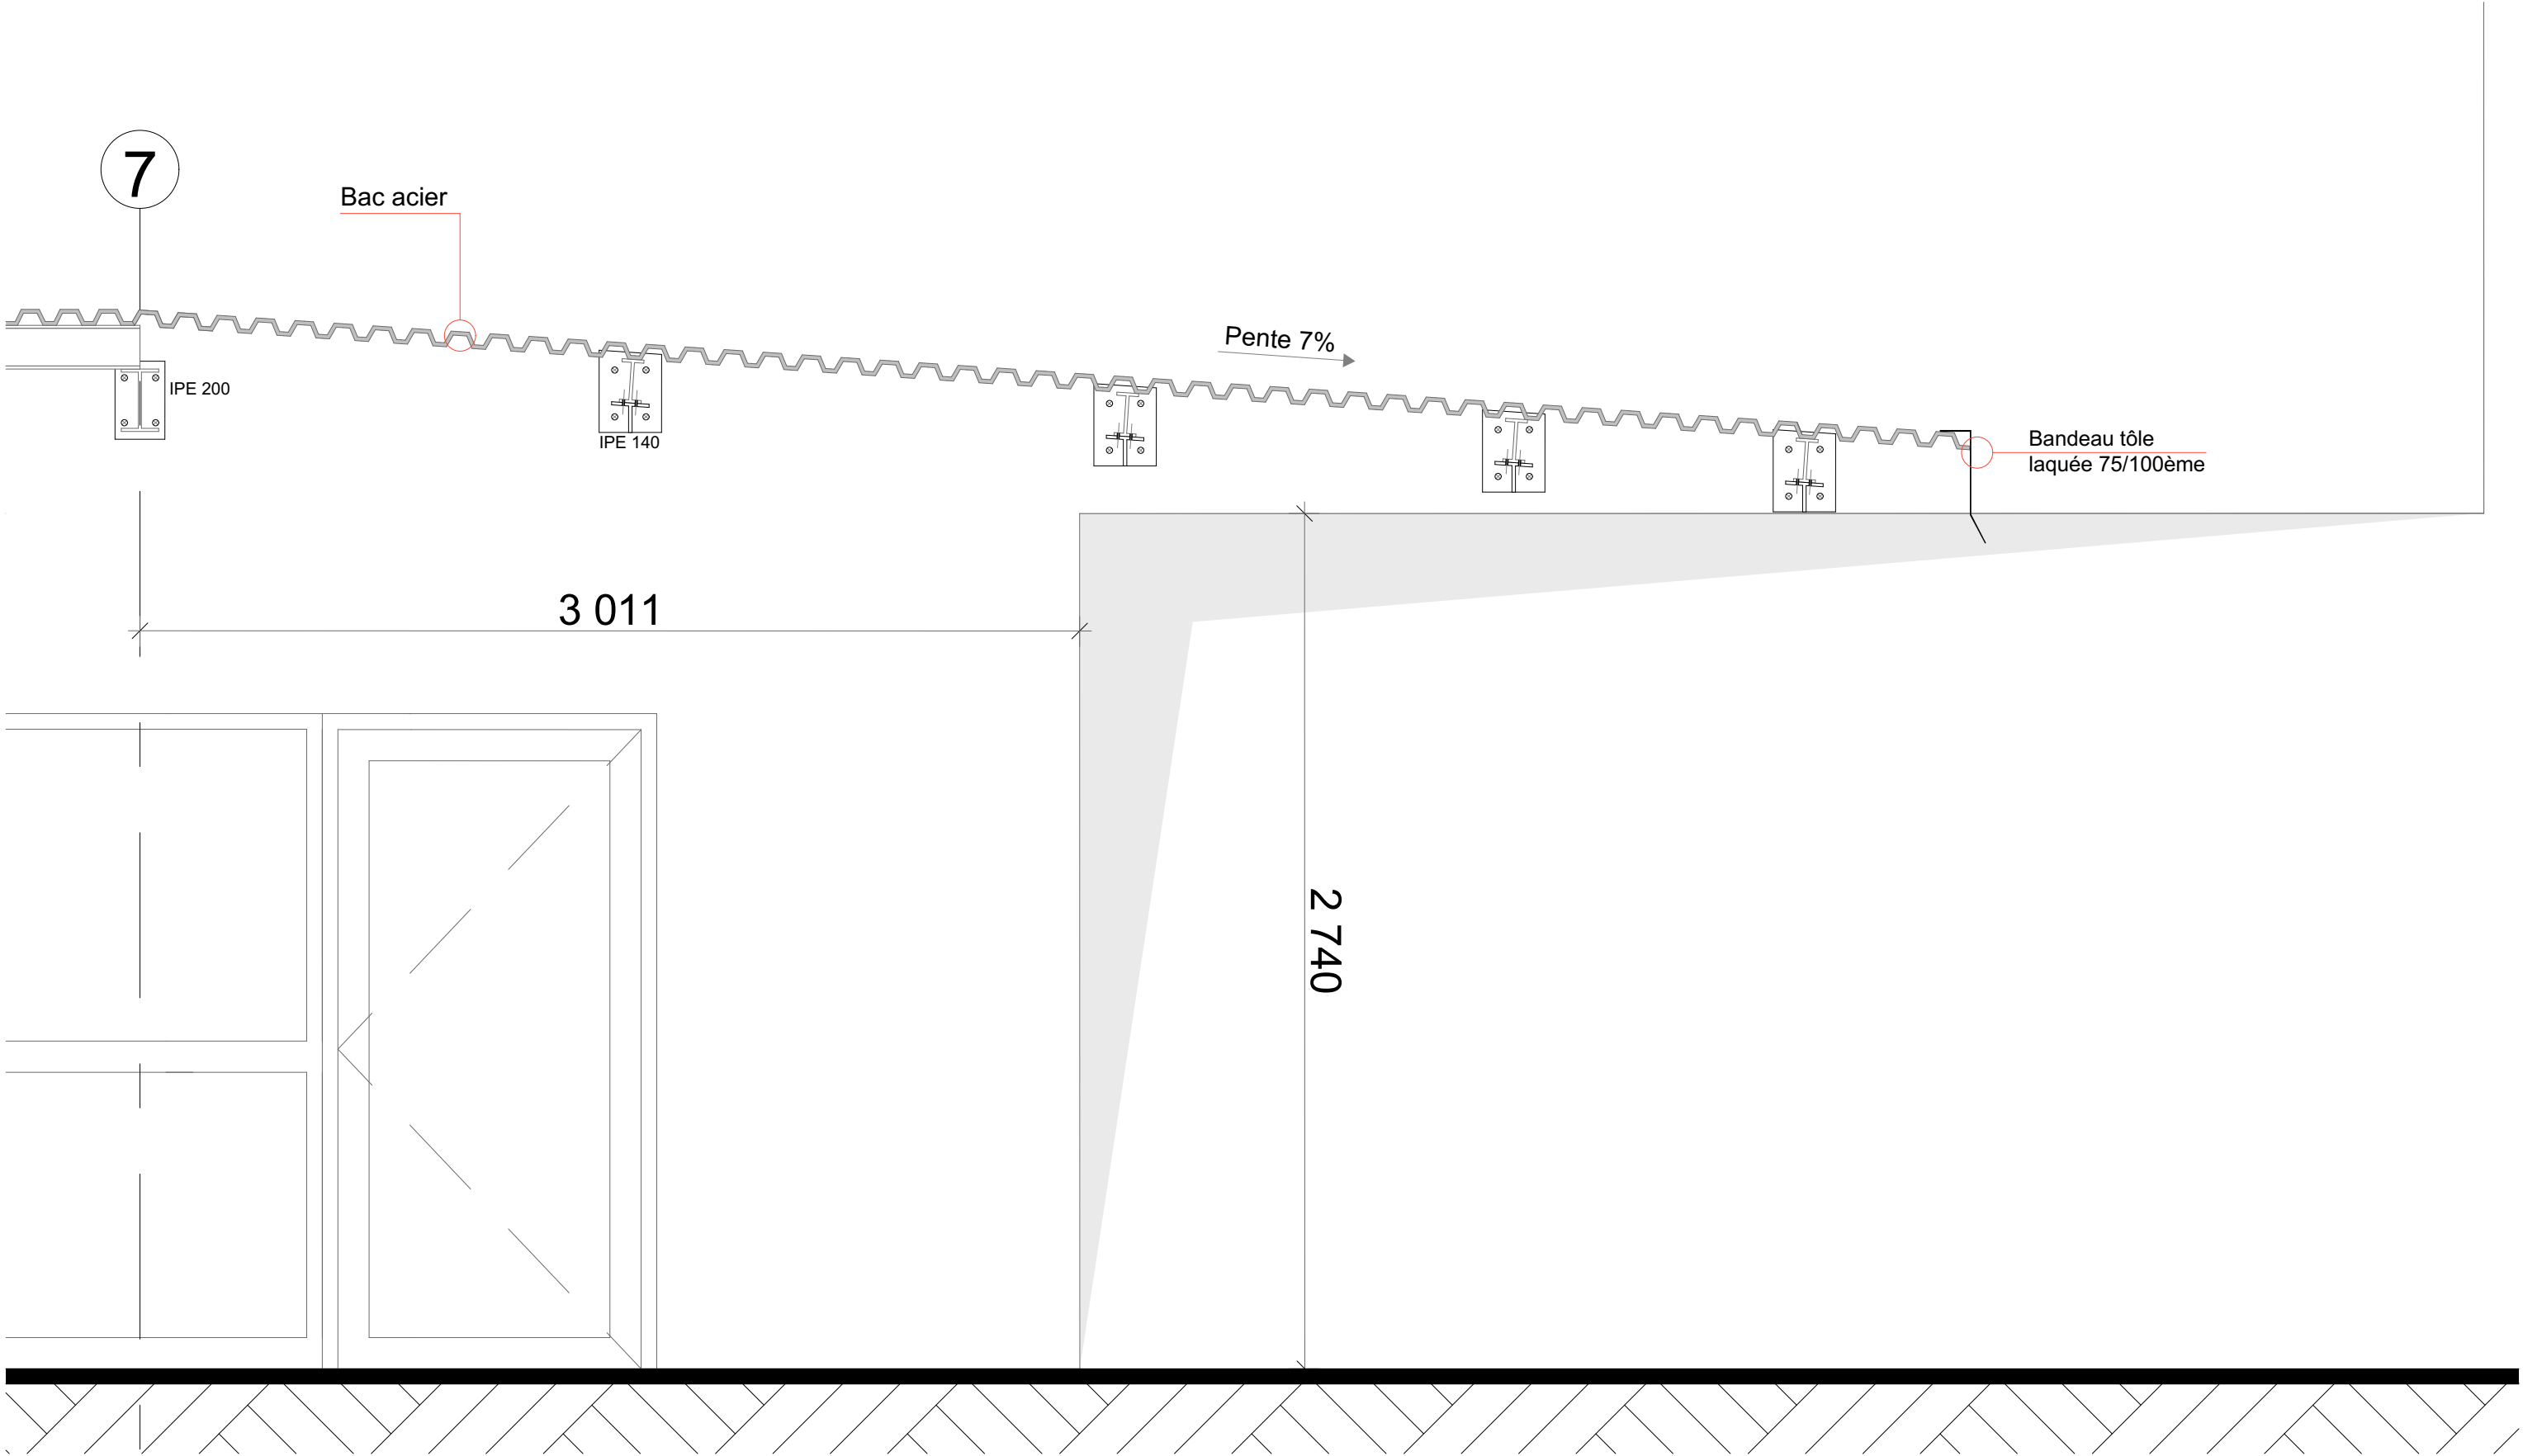 7
Bac acier
Pente 7%
IPE 200
IPE 140
Bandeau tôle
laquée 75/100ème
3 011
2 740